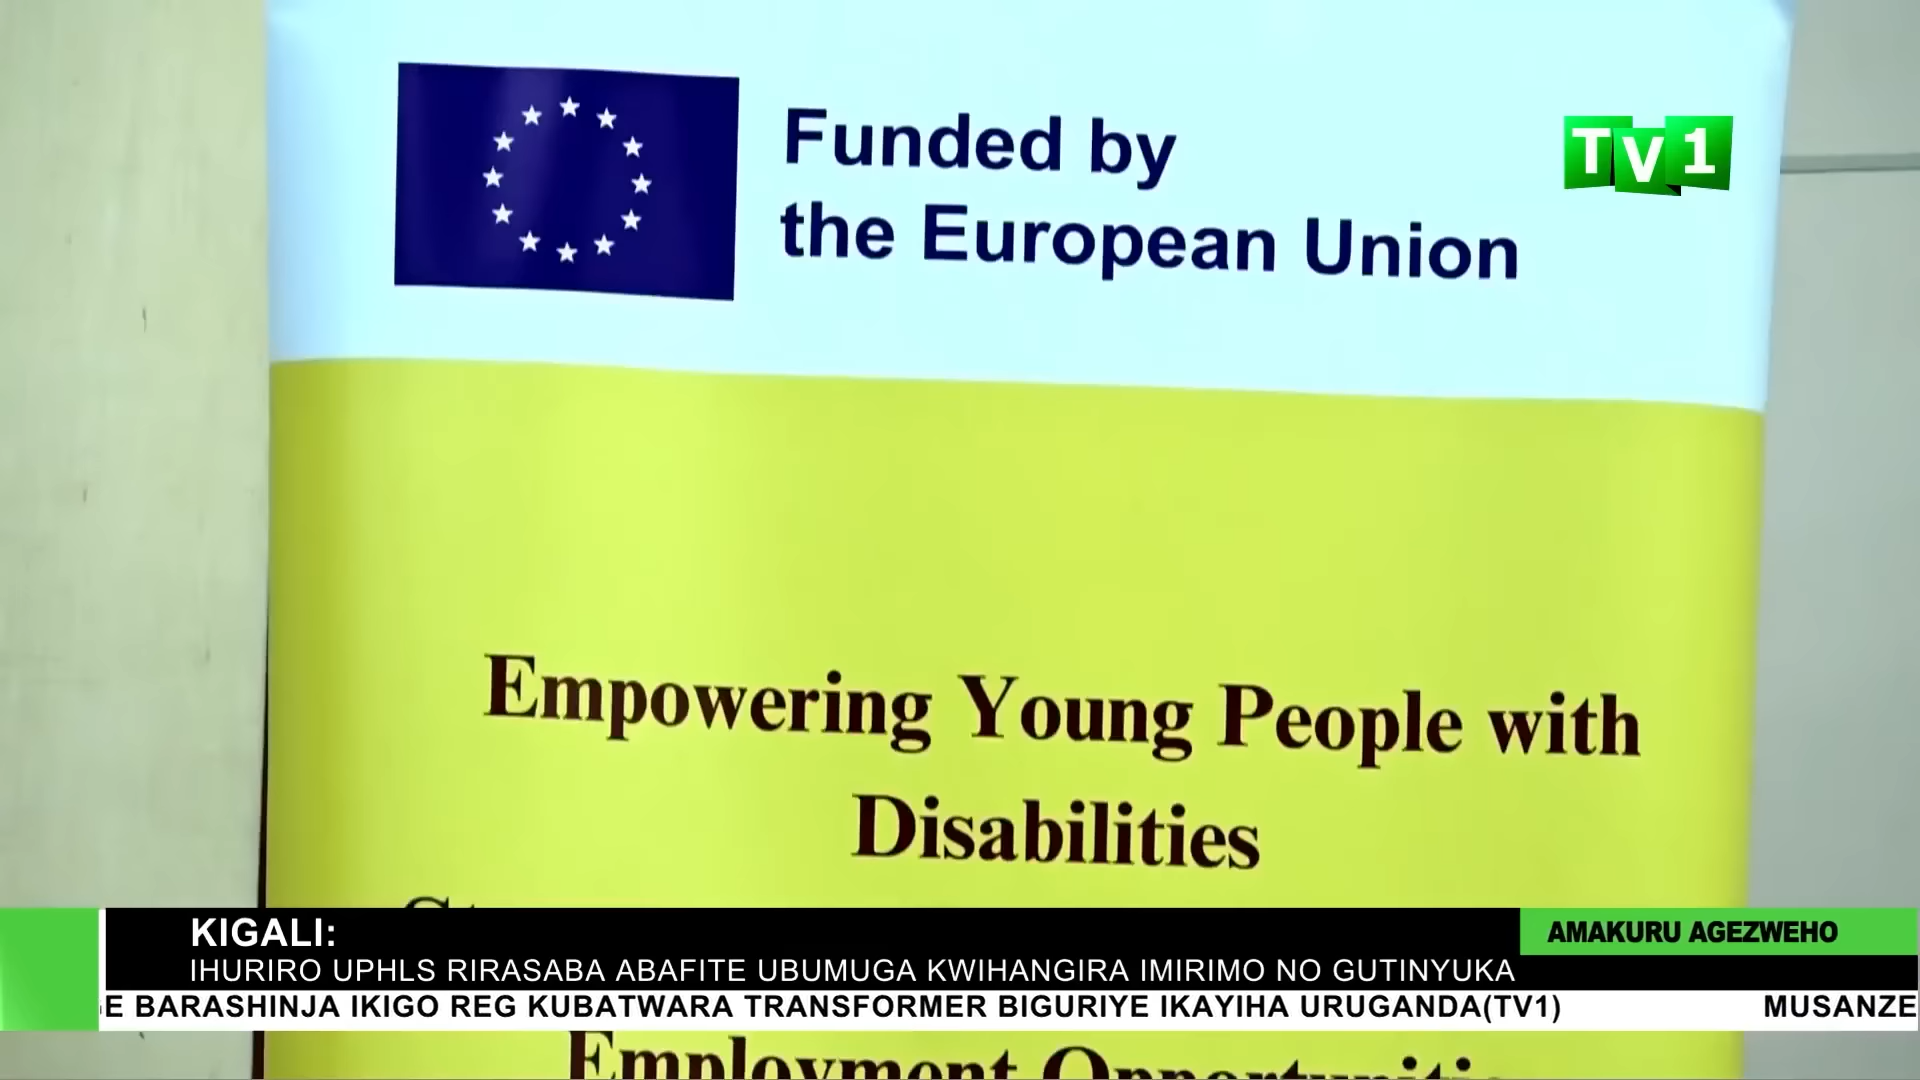 Funded by
the European Union
TV1
Empowering Young People with
Disabilities
KIGALI:
AMAKURU AGEZWEHO
IHURIRO UPHLS RIRASABA ABAFITE UBUMUGA KWIHANGIRA IMIRIMO NO GUTINYUKA
BARASHINJA IKIGO REG KUBATWARA TRANSFORMER BIGURIYE IKAYIHA URUGANDA(TV1) MUSANZE
Employment